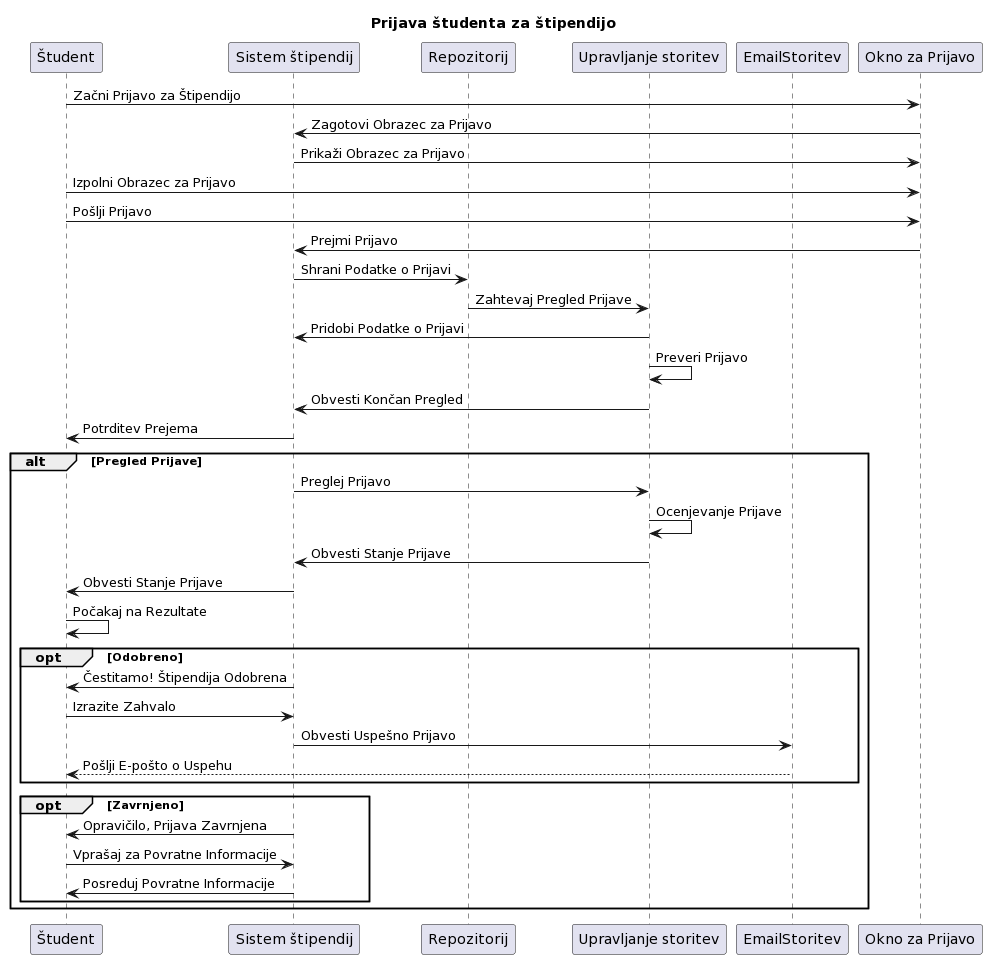 Prijava študenta za štipendijo
Študent
Sistem štipendij
Repozitorij
Upravljanje storitev
EmailStoritev
Okno za Prijavo
Začni Prijavo za Štipendijo
Zagotovi Obrazec za Prijavo
Prikaži Obrazec za Prijavo
Izpolni Obrazec za Prijavo
Pošlji Prijavo
Prejmi Prijavo
Shrani Podatke o Prijavi
Zahtevaj Pregled Prijave
Pridobi Podatke o Prijavi
Preveri Prijavo
Obvesti Končan Pregled
Potrditev Prejema
alt [Pregled Prijave]
Preglej Prijavo
Ocenjevanje Prijave
Obvesti Stanje Prijave
Obvesti Stanje Prijave
Počakaj na Rezultate
opt [Odobreno]
Čestitamo! Štipendija Odobrena
Izrazite Zahvalo
Obvesti Uspešno Prijavo
Pošlji E-pošto o Uspehu
opt [Zavrnjeno]
Opravičilo, Prijava Zavrnjena
Vprašaj za Povratne Informacije
Posreduj Povratne Informacije
Študent
Sistem štipendij
Repozitorij
Upravljanje storitev
EmailStoritev
Okno za Prijavo